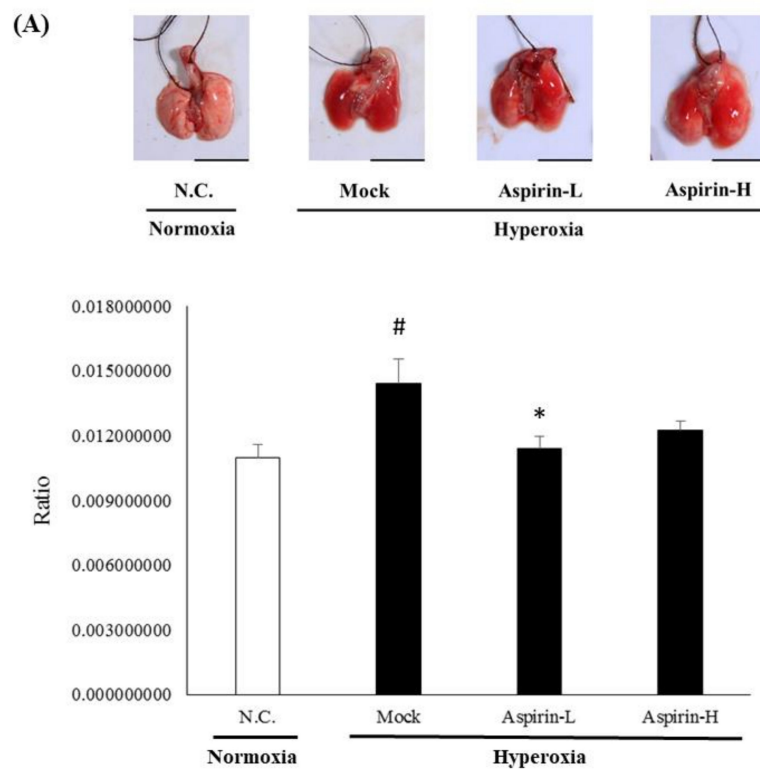 (A)
N.C. Mock Aspirin-L Aspirin-H
Normoxia Hyperoxia
0.018000000
#
0.015000000
*
0.012000000
0.009000000
0.006000000
0.003000000
0.000000000
Ratio
N.C. Mock Aspirin-L Aspirin-H
Normoxia Hyperoxia